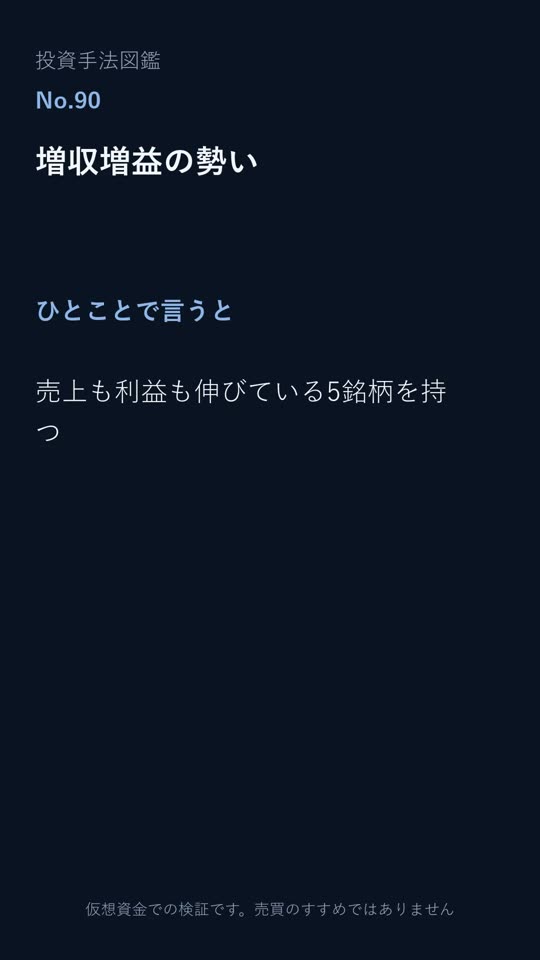 投資手法図鑑
No.90
増収増益の勢い
ひとことで言うと
売上も利益も伸びている5銘柄を持
つ
仮想資金での検証です。売買のすすめではありません